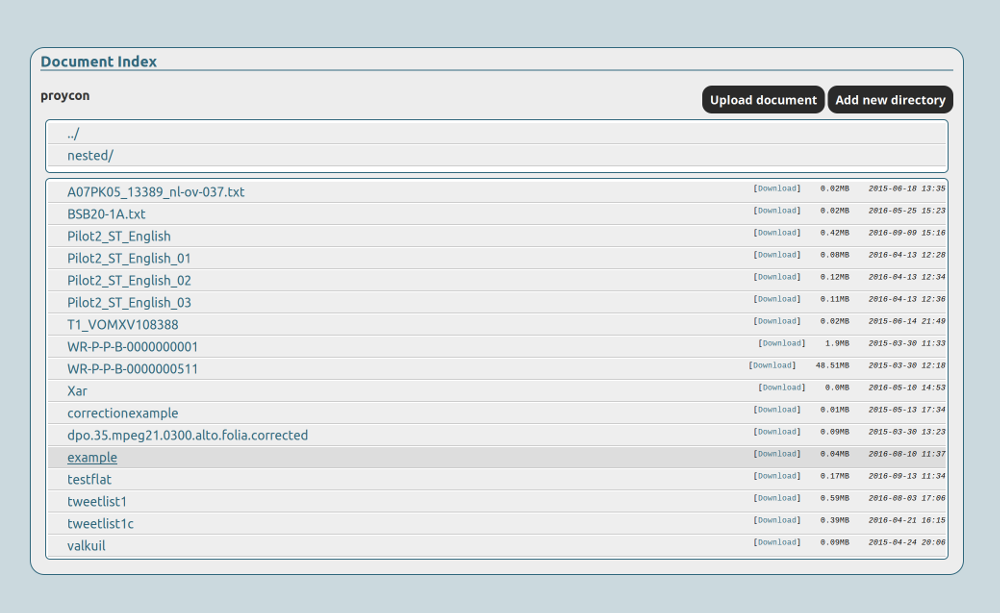 Document Index
proycon
Upload document Add new directory
../
nested/
A07PK05_13389_nl-ov-037.txt [Download] 0.02MB 2015-06-18 13:35
BSB20-1A.txt [Download] 0.02MB 2016-05-25 15:23
Pilot2_ST_English [Download] 0.42MB 2016-09-09 15:16
Pilot2_ST_English_01 [Download] 0.08MB 2016-04-13 12:28
Pilot2_ST_English_02 [Download] 0.12MB 2016-04-13 12:34
Pilot2_ST_English_03 [Download] 0.11MB 2016-04-13 12:36
T1_VOMXV108388 [Download] 0.02MB 2015-06-14 21:49
WR-P-P-B-0000000001 [Download] 1.9MB 2015-03-30 11:33
WR-P-P-B-0000000511 [Download] 48.51MB 2015-03-30 12:18
Xar [Download] 0.0MB 2016-05-10 14:53
correctionexample [Download] 0.01MB 2015-05-13 17:34
dpo.35.mpeg21.0300.alto.folia.corrected [Download] 0.09MB 2015-03-30 13:23
example [Download] 0.04MB 2016-08-10 11:37
testflat [Download] 0.17MB 2016-09-13 11:34
tweetlist1 [Download] 0.59MB 2016-08-03 17:06
tweetlist1c [Download] 0.39MB 2016-04-21 16:15
valkuil [Download] 0.09MB 2015-04-24 20:06